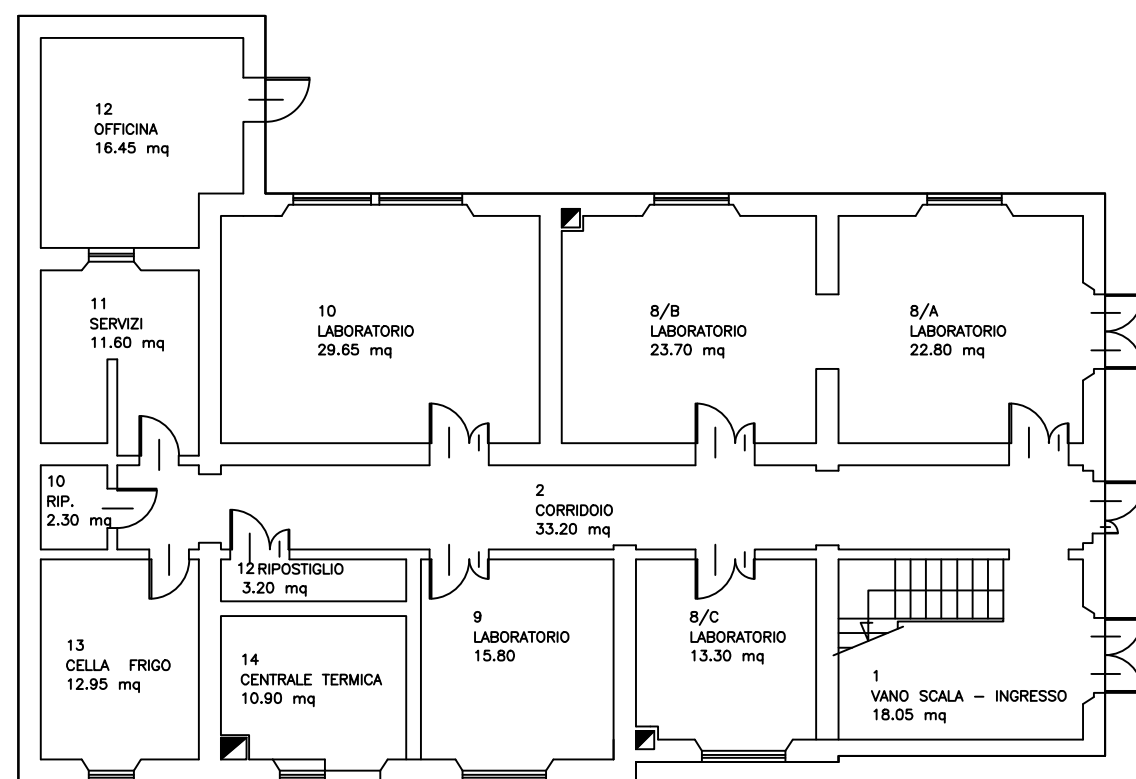 12
OFFICINA
16.45 mq
11
SERVIZI
11.60 mq
10
LABORATORIO
29.65 mq
8/B
LABORATORIO
23.70 mq
8/A
LABORATORIO
22.80 mq
10
RIP.
2.30 mq
2
CORRIDOIO
33.20 mq
12 RIPOSTIGLIO
3.20 mq
13
CELLA FRIGO
12.95 mq
14
CENTRALE TERMICA
10.90 mq
9
LABORATORIO
15.80
8/C
LABORATORIO
13.30 mq
1
VANO SCALA – INGRESSO
18.05 mq